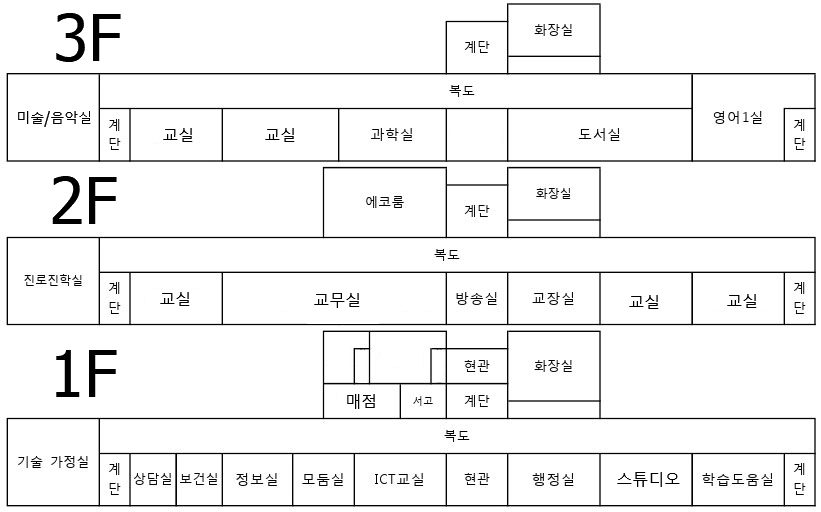 3F
화장실
계단
복도
미술/음악실
계단
교실
교실
과학실
도서실
영어1실
계단
2F
에코룸
계단
화장실
복도
진로진학실
계단
교실
교무실
방송실
교장실
교실
교실
계단
1F
현관
화장실
매점
서고
계단
복도
기술 가정실
계단
상담실
보건실
정보실
모둠실
ICT교실
현관
행정실
스튜디오
학습도움실
계단